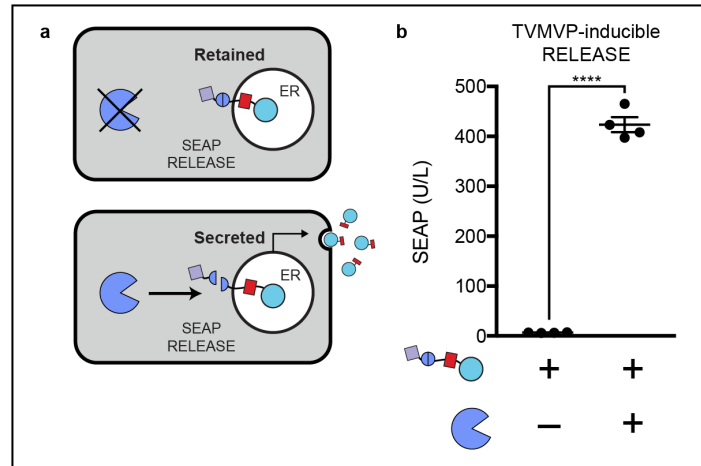 a
Retained
ER
SEAP
RELEASE
Secreted
ER
SEAP
RELEASE
b
TVMVP-inducible
RELEASE
****
SEAP (U/L)
500
400
300
200
100
0
+ +
− +